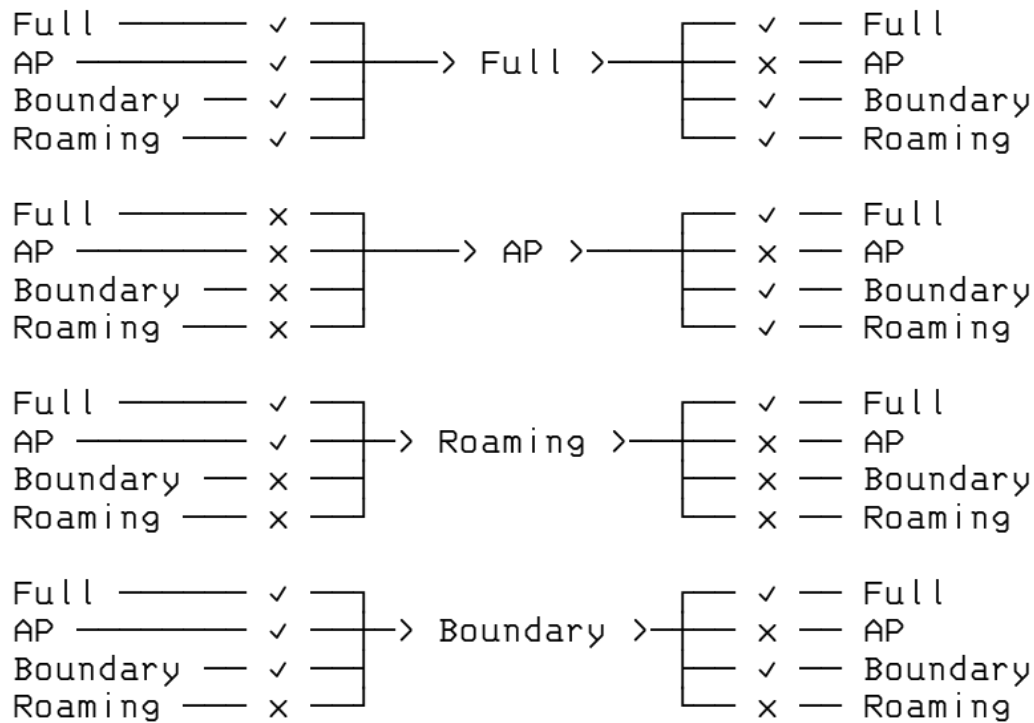 Full ────── ✓ ──┐            ┌── ✓ ── Full
AP ──────── ✓ ──┼───> Full >───┼── × ── AP
Boundary ── ✓ ──┤            ├── ✓ ── Boundary
Roaming ─── ✓ ──┘            └── ✓ ── Roaming
Full ────── × ──┐            ┌── ✓ ── Full
AP ──────── × ──┼────> AP >────┼── × ── AP
Boundary ── × ──┤            ├── ✓ ── Boundary
Roaming ─── × ──┘            └── ✓ ── Roaming
Full ────── ✓ ──┐            ┌── ✓ ── Full
AP ──────── ✓ ──┼─> Roaming >──┼── × ── AP
Boundary ── × ──┤            ├── × ── Boundary
Roaming ─── × ──┘            └── × ── Roaming
Full ────── ✓ ──┐            ┌── ✓ ── Full
AP ──────── ✓ ──┼─> Boundary >─┼── × ── AP
Boundary ── ✓ ──┤            ├── ✓ ── Boundary
Roaming ─── × ──┘            └── × ── Roaming